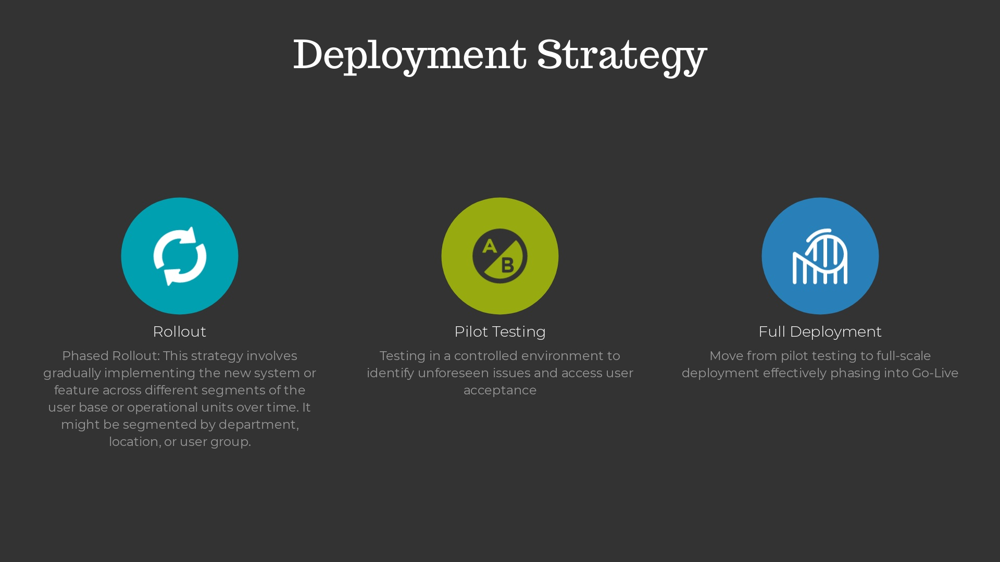 Deployment Strategy
A
B
Rollout
Phased Rollout: This strategy involves
gradually implementing the new system or
feature across different segments of the
user base or operational units over time. It
might be segmented by department,
location, or user group.
Pilot Testing
Testing in a controlled environment to
identify unforeseen issues and access user
acceptance
Full Deployment
Move from pilot testing to full-scale
deployment effectively phasing into Go-Live